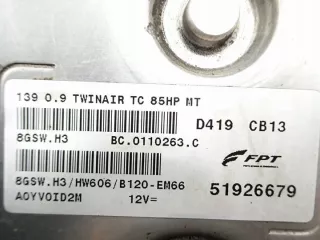 139 0.9 TWINAIR TC 85HP MT
D419 CB13
8GSW.H3 BC.0110263.C
FPT
8GSW.H3/HW606/B120-EM66 51926679
A0YV0ID2M 12V=